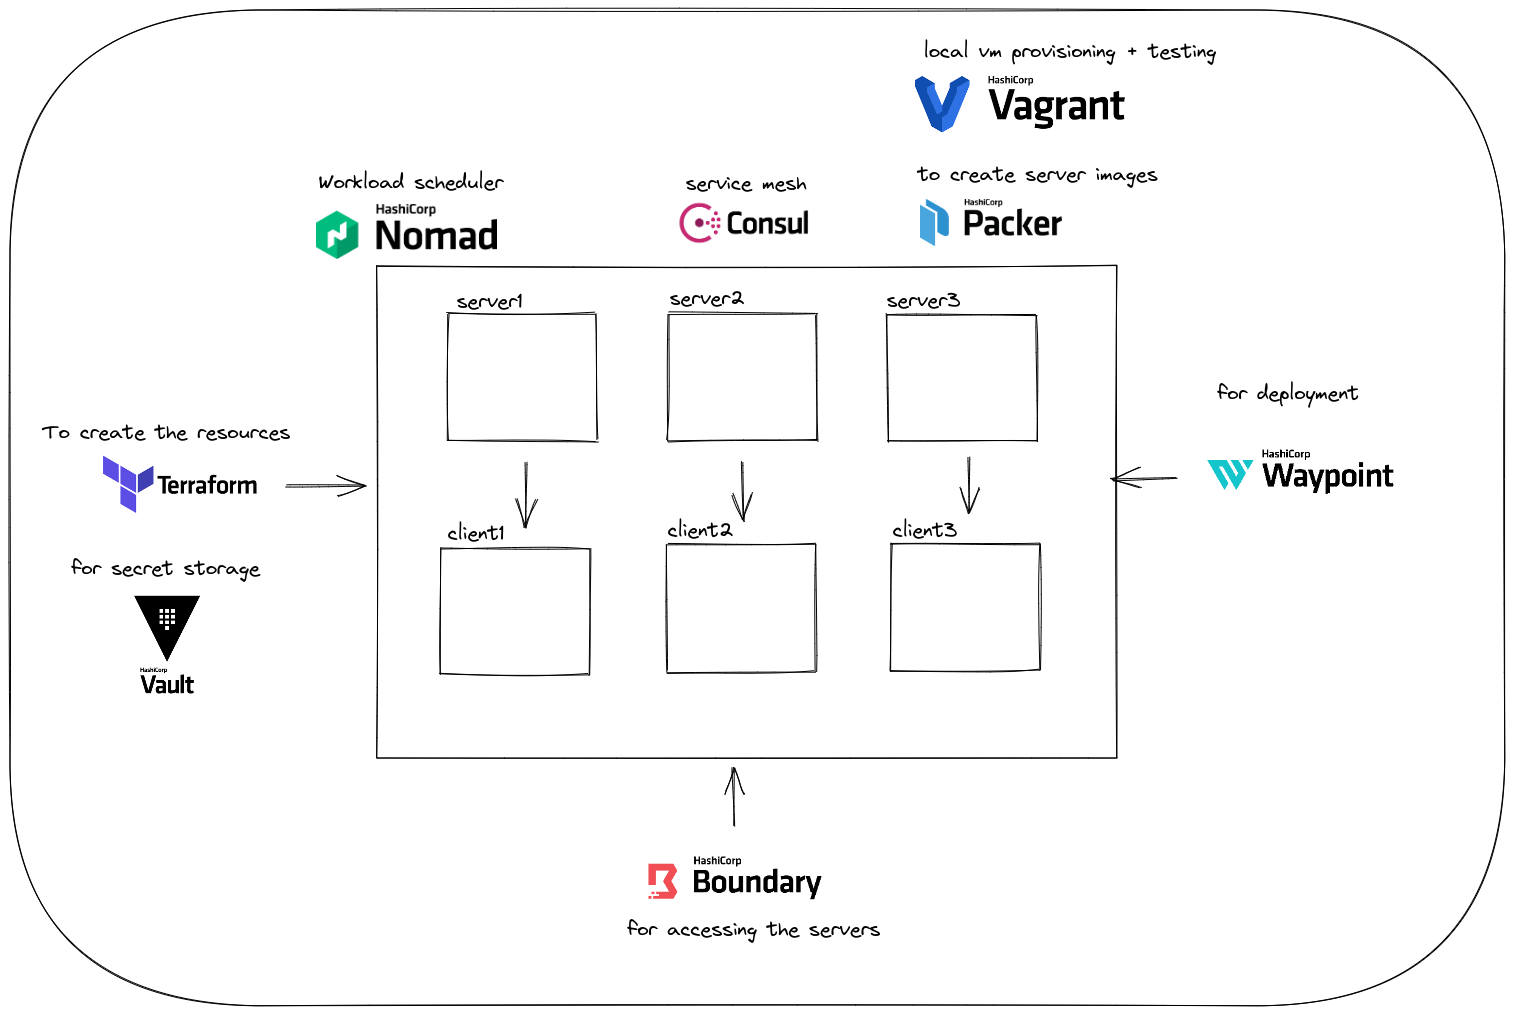 local vm provisioning + testing
HashiCorp
Vagrant
Workload scheduler
HashiCorp
Nomad
service mesh
Consul
to create server images
HashiCorp
Packer
server1
server2
server3
To create the resources
Terraform
for deployment
HashiCorp
Waypoint
client1
client2
client3
for secret storage
HashiCorp
Vault
HashiCorp
Boundary
for accessing the servers